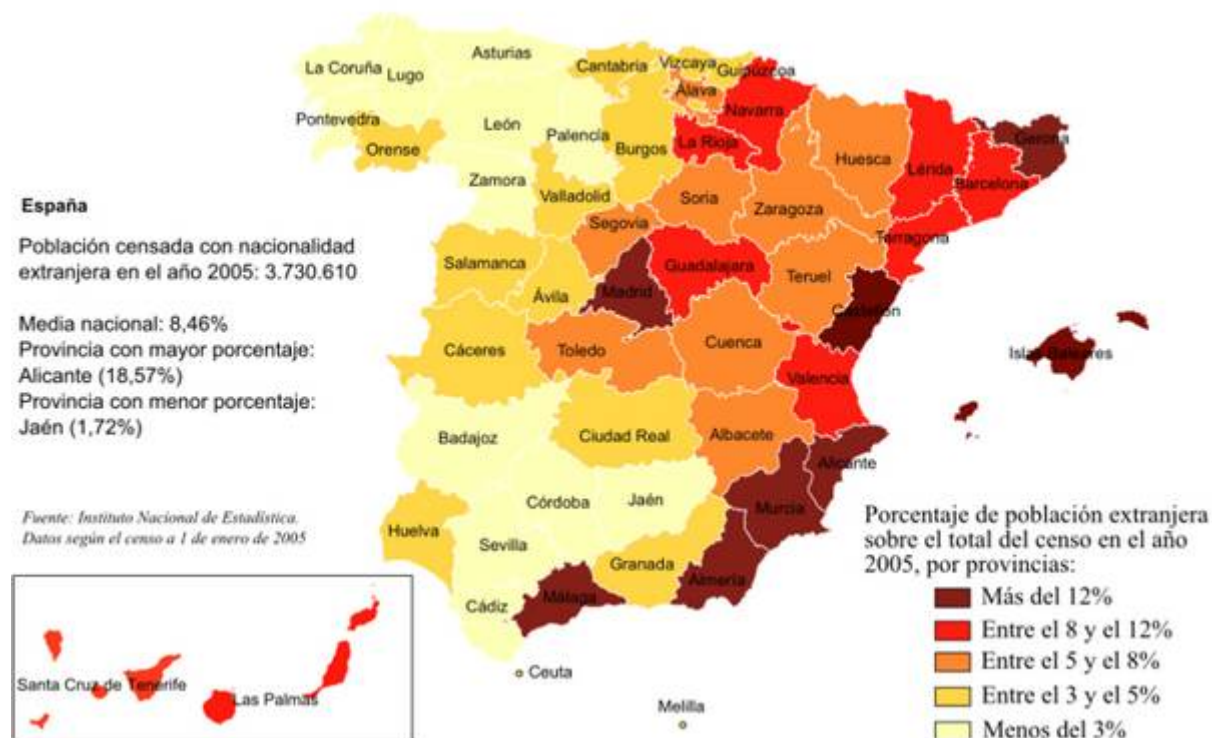 Asturias
La Coruña
Lugo
Cantabria
Vizcaya
Guipúzcoa
Álava
Navarra
Pontevedra
León
Palencia
Orense
Burgos
La Rioja
Huesca
Lérida
Gerona
Barcelona
Zamora
Valladolid
Soria
Zaragoza
Tarragona
Segovia
Salamanca
Ávila
Madrid
Guadalajara
Teruel
Castellón
Cáceres
Toledo
Cuenca
Valencia
Islas Baleares
Badajoz
Ciudad Real
Albacete
Alicante
Córdoba
Jaén
Murcia
Huelva
Sevilla
Granada
Almería
Málaga
Cádiz
Ceuta
Melilla
España
Población censada con nacionalidad
extranjera en el año 2005: 3.730.610
Media nacional: 8,46%
Provincia con mayor porcentaje:
Alicante (18,57%)
Provincia con menor porcentaje:
Jaén (1,72%)
Fuente: Instituto Nacional de Estadística.
Datos según el censo a 1 de enero de 2005
Santa Cruz de Tenerife
Las Palmas
Porcentaje de población extranjera
sobre el total del censo en el año
2005, por provincias:
Más del 12%
Entre el 8 y el 12%
Entre el 5 y el 8%
Entre el 3 y el 5%
Menos del 3%